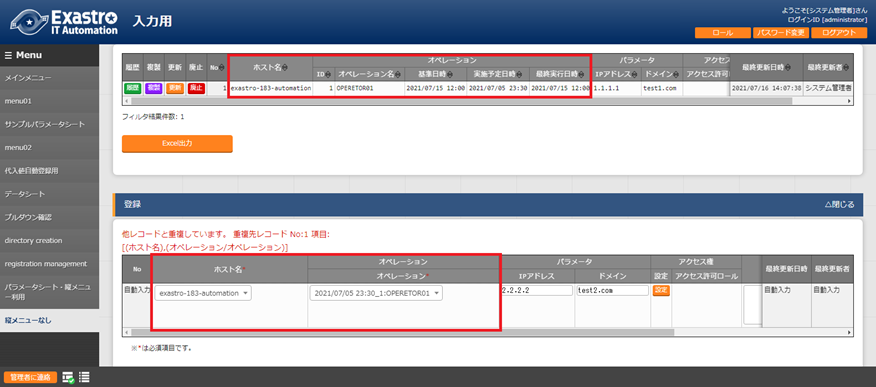 Exastro IT Automation 入力用
ようこそ[システム管理者]さん
ログインID [administrator]
ロール パスワード変更 ログアウト
Menu
メインメニュー
menu01
サンプルパラメータシート
menu02
代入値自動登録用
データシート
プルダウン確認
directory creation
registration management
パラメータシート・縦メニュー利用
縦メニューなし
履歴 複製 更新 廃止 No ホスト名 オペレーション パラメータ アクセス 最終更新日時 最終更新者
ID オペレーション名 基準日時 実施予定日時 最終実行日時 IPアドレス ドメイン アクセス許可
履歴 複製 更新 廃止 1 exastro-183-automation 1 OPERETOR01 2021/07/15 12:00 2021/07/05 23:30 2021/07/15 12:00 1.1.1.1 test1.com 2021/07/16 14:07:38 システム管理者
フィルタ結果件数: 1
Excel出力
登録 △閉じる
他レコードと重複しています。 重複先レコード No:1 項目:
[(ホスト名),(オペレーション/オペレーション)]
No ホスト名* オペレーション パラメータ アクセス権 最終更新日時 最終更新者
オペレーション* IPアドレス ドメイン 設定 アクセス許可ロール
自動入力 exastro-183-automation 2021/07/05 23:30_1:OPERETOR01 2.2.2.2 test2.com 設定 自動入力 自動入力
※*は必須項目です。
管理者に連絡